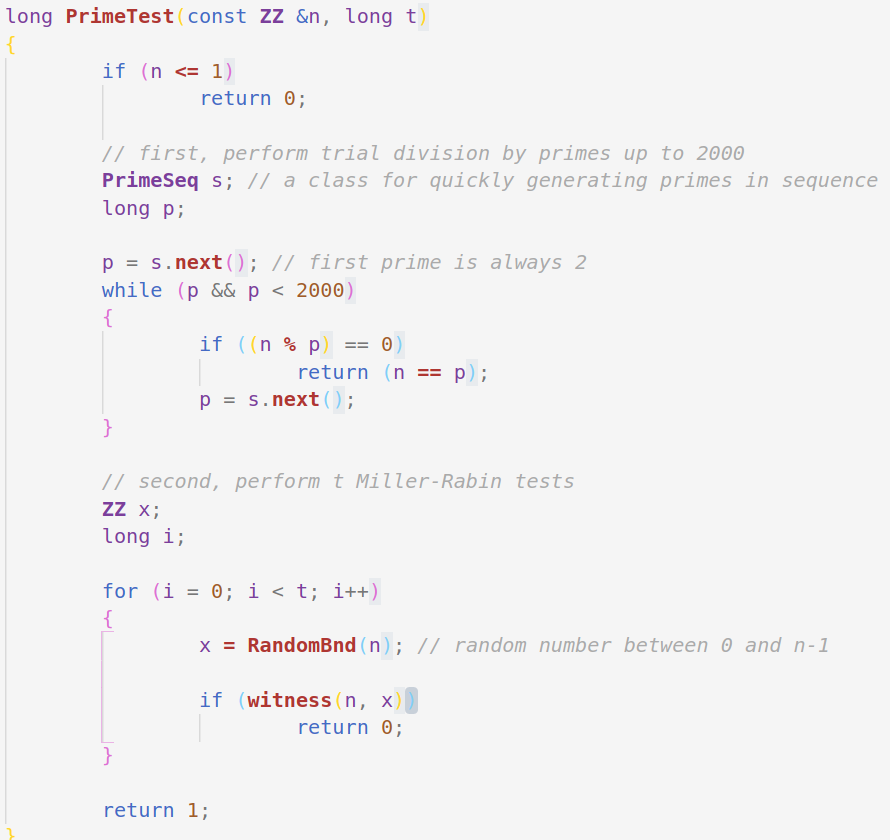 long PrimeTest(const ZZ &n, long t)
{
if (n <= 1)
return 0;
// first, perform trial division by primes up to 2000
PrimeSeq s; // a class for quickly generating primes in sequence
long p;
p = s.next(); // first prime is always 2
while (p && p < 2000)
{
if ((n % p) == 0)
return (n == p);
p = s.next();
}
// second, perform t Miller-Rabin tests
ZZ x;
long i;
for (i = 0; i < t; i++)
{
x = RandomBnd(n); // random number between 0 and n-1
if (witness(n, x))
return 0;
}
return 1;
}